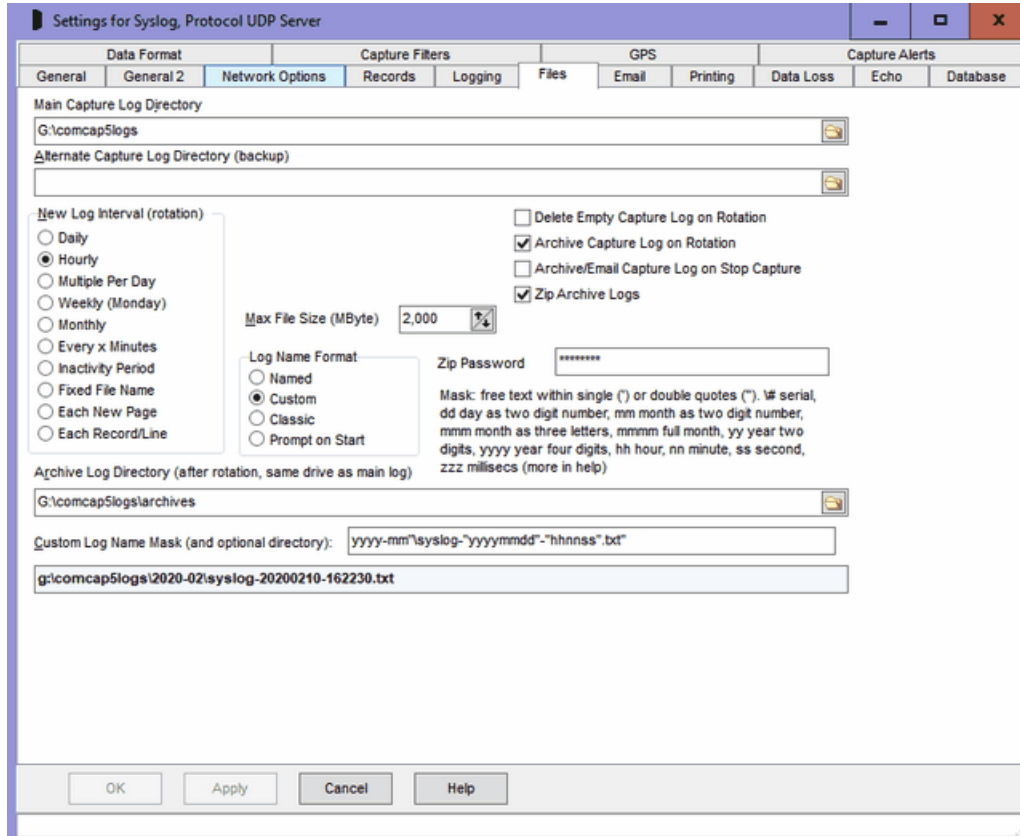 Settings for Syslog, Protocol UDP Server
Data Format Capture Filters GPS Capture Alerts
General General 2 Network Options Records Logging Files Email Printing Data Loss Echo Database
Main Capture Log Directory
G:\comcap5logs
Alternate Capture Log Directory (backup)
New Log Interval (rotation)
Daily
Hourly
Multiple Per Day
Weekly (Monday)
Monthly
Every x Minutes
Inactivity Period
Fixed File Name
Each New Page
Each Record/Line
Delete Empty Capture Log on Rotation
Archive Capture Log on Rotation
Archive/Email Capture Log on Stop Capture
Zip Archive Logs
Max File Size (MByte) 2,000
Log Name Format
Named
Custom
Classic
Prompt on Start
Zip Password ********
Mask: free text within single (') or double quotes ("). \# serial,
dd day as two digit number, mm month as two digit number,
mmm month as three letters, mmmm full month, yy year two
digits, yyyy year four digits, hh hour, nn minute, ss second,
zzz millisecs (more in help)
Archive Log Directory (after rotation, same drive as main log)
G:\comcap5logs\archives
Custom Log Name Mask (and optional directory): yyyy-mm"\syslog-"yyyymmdd"-"hhnnss".txt"
g:\comcap5logs\2020-02\syslog-20200210-162230.txt
OK Apply Cancel Help